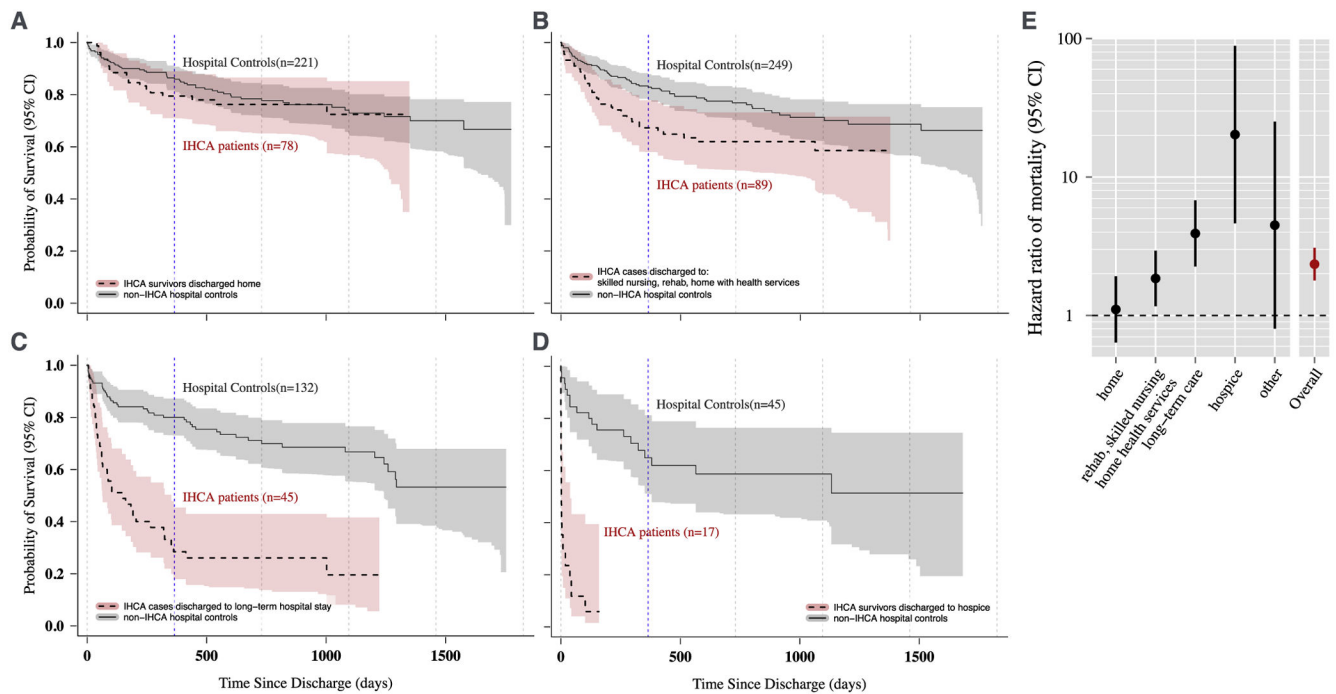 A
Probability of Survival (95% CI)
1.0
0.8
0.6
0.4
0.2
0.0
Hospital Controls(n=221)
IHCA patients (n=78)
IHCA survivors discharged home
non−IHCA hospital controls
B
Hospital Controls(n=249)
IHCA patients (n=89)
IHCA cases discharged to:
skilled nursing, rehab, home with health services
non−IHCA hospital controls
C
Probability of Survival (95% CI)
1.0
0.8
0.6
0.4
0.2
0.0
Hospital Controls(n=132)
IHCA patients (n=45)
IHCA cases discharged to long−term hospital stay
non−IHCA hospital controls
0
500
1000
1500
Time Since Discharge (days)
D
Hospital Controls(n=45)
IHCA patients (n=17)
IHCA survivors discharged to hospice
non−IHCA hospital controls
0
500
1000
1500
Time Since Discharge (days)
E
Hazard ratio of mortality (95% CI)
100
10
1
home
rehab, skilled nursing
home health services
long−term care
hospice
other
Overall